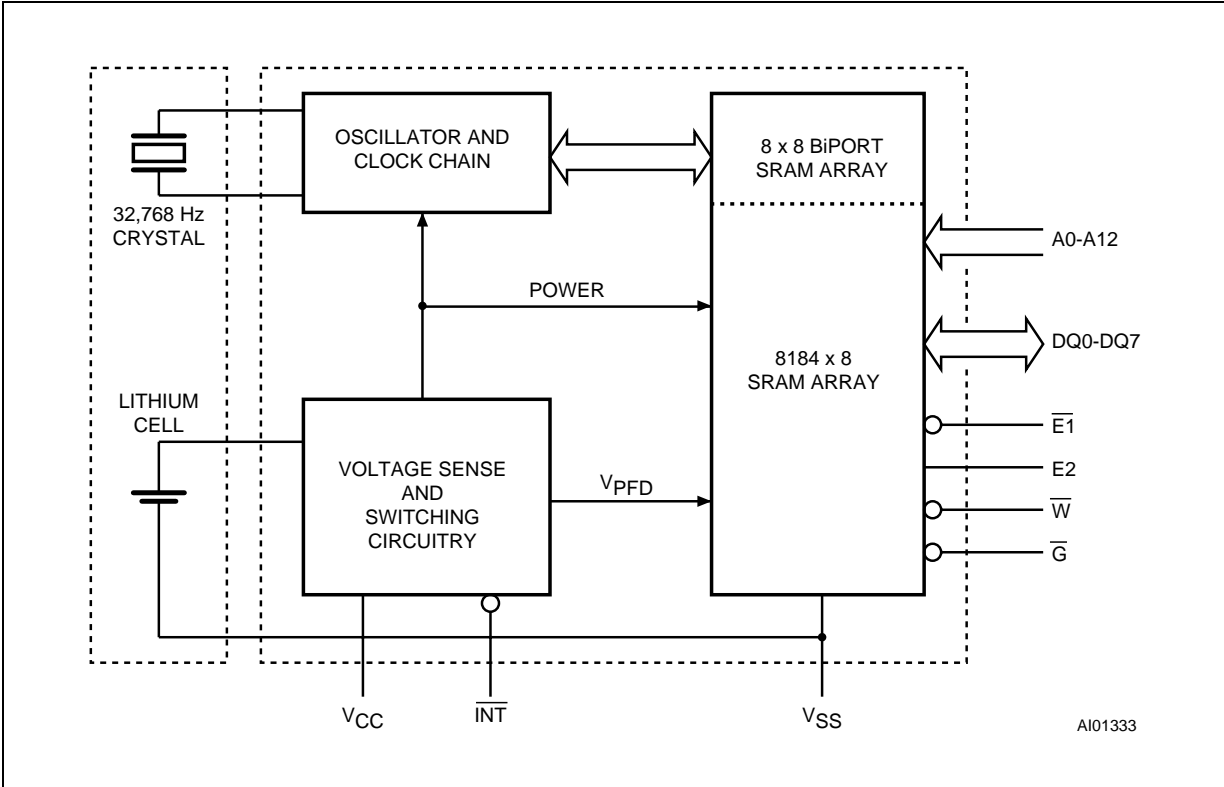 OSCILLATOR AND
CLOCK CHAIN
8 x 8 BiPORT
SRAM ARRAY
32,768 Hz
CRYSTAL
A0-A12
POWER
DQ0-DQ7
8184 x 8
SRAM ARRAY
LITHIUM
CELL
E1
VOLTAGE SENSE
AND
SWITCHING
CIRCUITRY
VPFD
E2
W
G
VCC
INT
VSS
AI01333